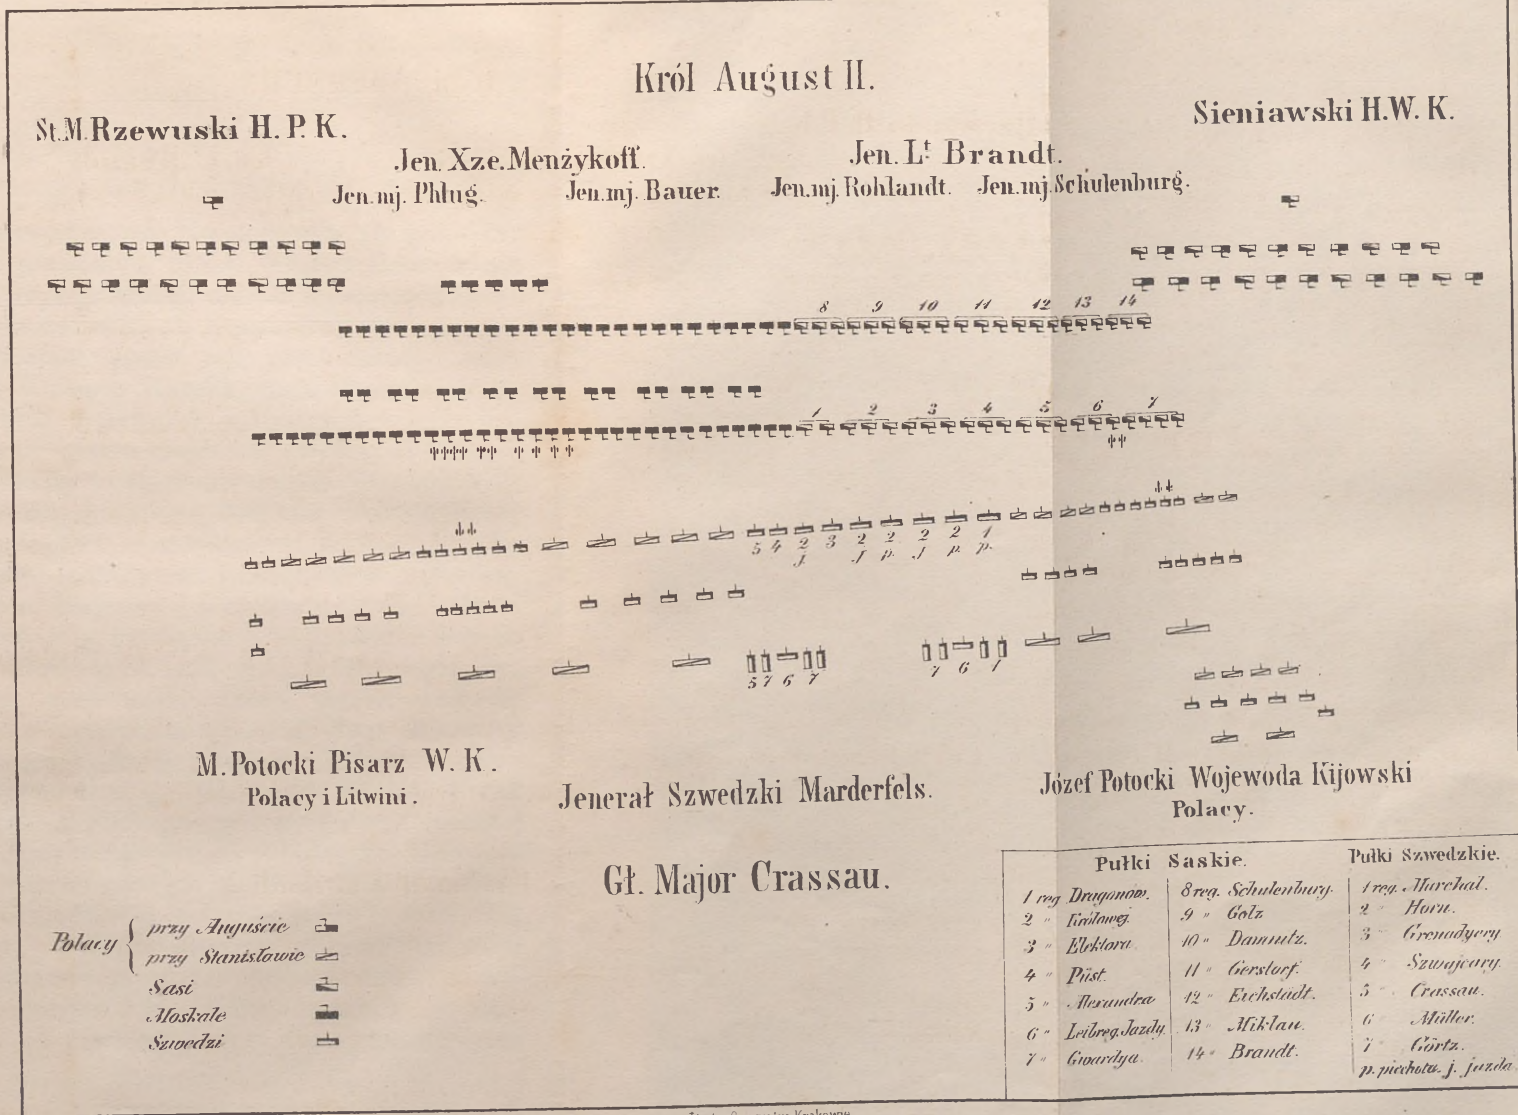 Król August II.
St. M. Rzewuski H. P. K.
Sieniawski H. W. K.
Jen. Xze. Menżykoff.
Jen. Lt Brandt.
Jen. mj. Phlug.
Jen. mj. Bauer.
Jen. mj. Rohlandt.
Jen. mj. Schulenburg.
8 9 10 11 12 13 14
1 2 3 4 5 6 7
5 4 2 3 2 2 2 2 1
j. j p. j p. p.
5 7 6 7 7 6 1
M. Potocki Pisarz W. K.
Polacy i Litwini.
Jenerał Szwedzki Marderfels.
Józef Potocki Wojewoda Kijowski
Polacy.
Gł. Major Crassau.
Polacy { przy Auguście
przy Stanisławie
Sasi
Moskale
Szwedzi
Pułki Saskie.
1 reg Dragonów.
2 " Królowej
3 " Elektora.
4 " Püst.
5 " Alexandra
6 " Leibreg. Jazdy.
7 " Gwardya.
8 reg. Schulenburg.
9 " Golz
10 " Damnitz.
11 " Gerstorf.
12 " Eichstädt.
13 " Miklau.
14 " Brandt.
Pułki Szwedzkie.
1 reg. Marchal.
2 " Horn.
3 " Grenadyery
4 " Szwajcary.
5 " Crassau.
6 " Müller.
7 " Görtz.
p. piechota. j. jazda.